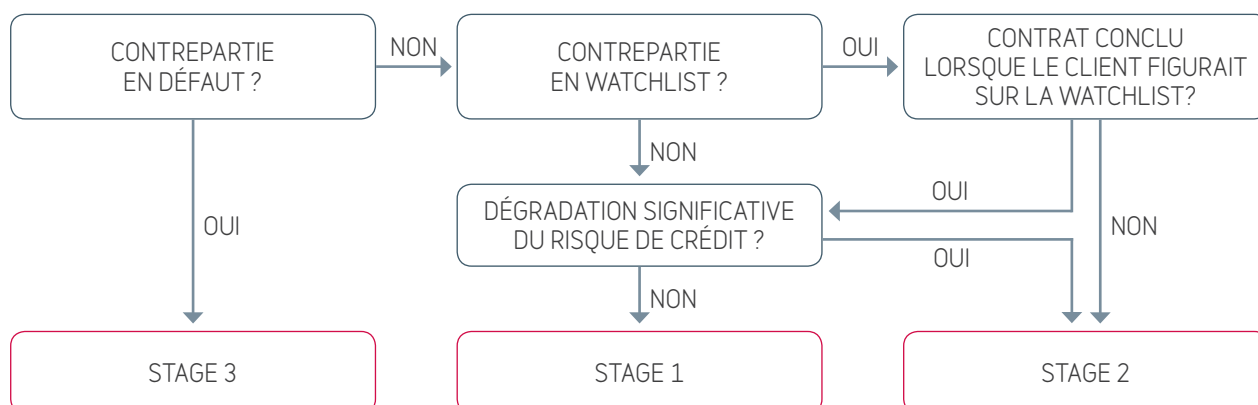 CONTREPARTIE
EN DÉFAUT ?
NON
CONTREPARTIE
EN WATCHLIST ?
OUI
CONTRAT CONCLU
LORSQUE LE CLIENT FIGURAIT
SUR LA WATCHLIST?
NON
OUI
DÉGRADATION SIGNIFICATIVE
DU RISQUE DE CRÉDIT ?
OUI
NON
OUI
NON
STAGE 3
STAGE 1
STAGE 2